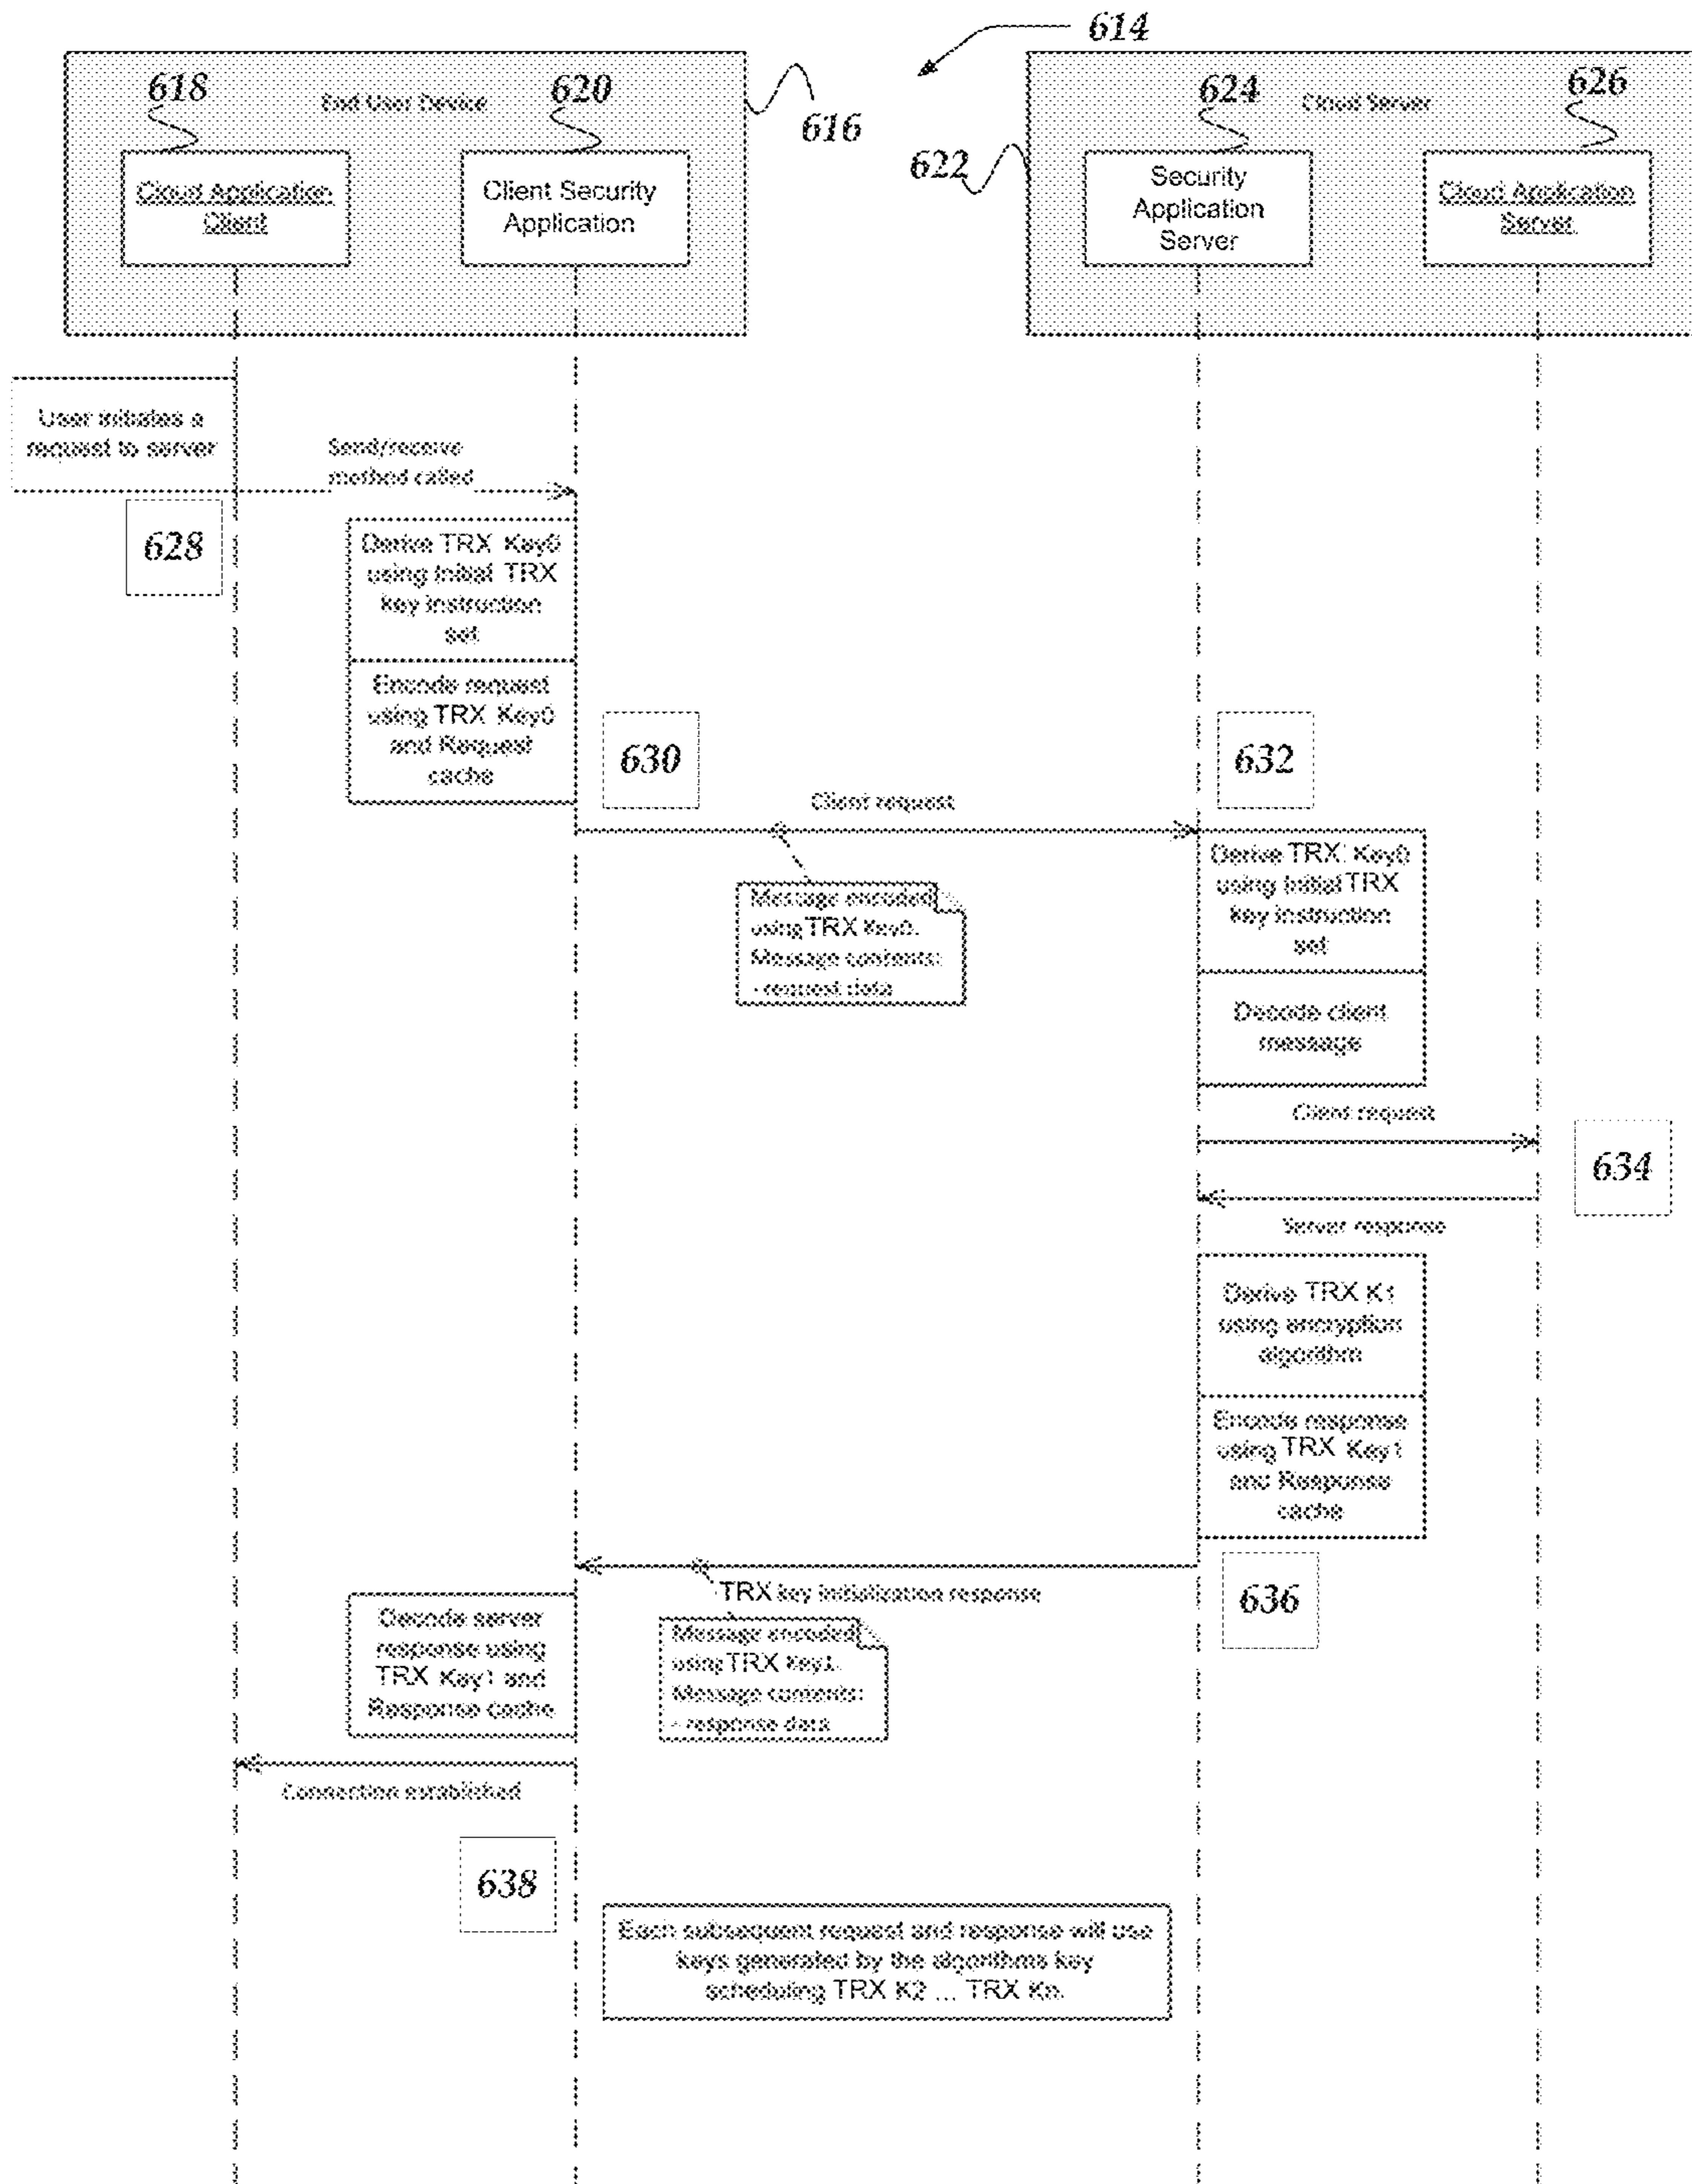 614
618
End User Device
620
616
622
624
Cloud Server
626
Cloud Application
Client
Client Security
Application
Security
Application
Server
Cloud Application
Server
User initiates a
request to server
Send/receive
method called
628
Derive TRX Key0
using Initial TRX
key instruction
set
Encode request
using TRX Key0
and Request
cache
630
632
Client request
Message encoded
using TRX Key0.
Message contents:
- request data
Derive TRX Key0
using Initial TRX
key instruction
set
Decode client
message
Client request
634
Server response
Derive TRX K1
using encryption
algorithm
Encode response
using TRX Key1
and Response
cache
TRX key initialization response
636
Decode server
response using
TRX Key1 and
Response cache
Message encoded
using TRX Key1.
Message contents:
- response data
Connection established
638
Each subsequent request and response will use
keys generated by the algorithms key
scheduling TRX K2 ... TRX Kn.